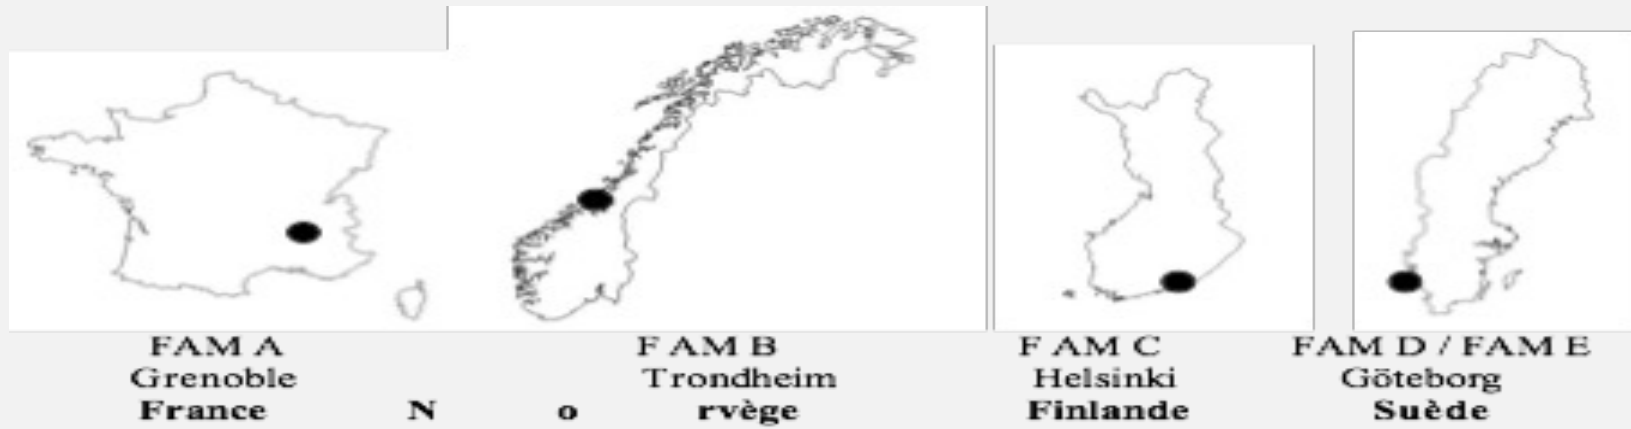 FAM A F AM B F AM C FAM D / FAM E
Grenoble Trondheim Helsinki Göteborg
France N o rvège Finlande Suède